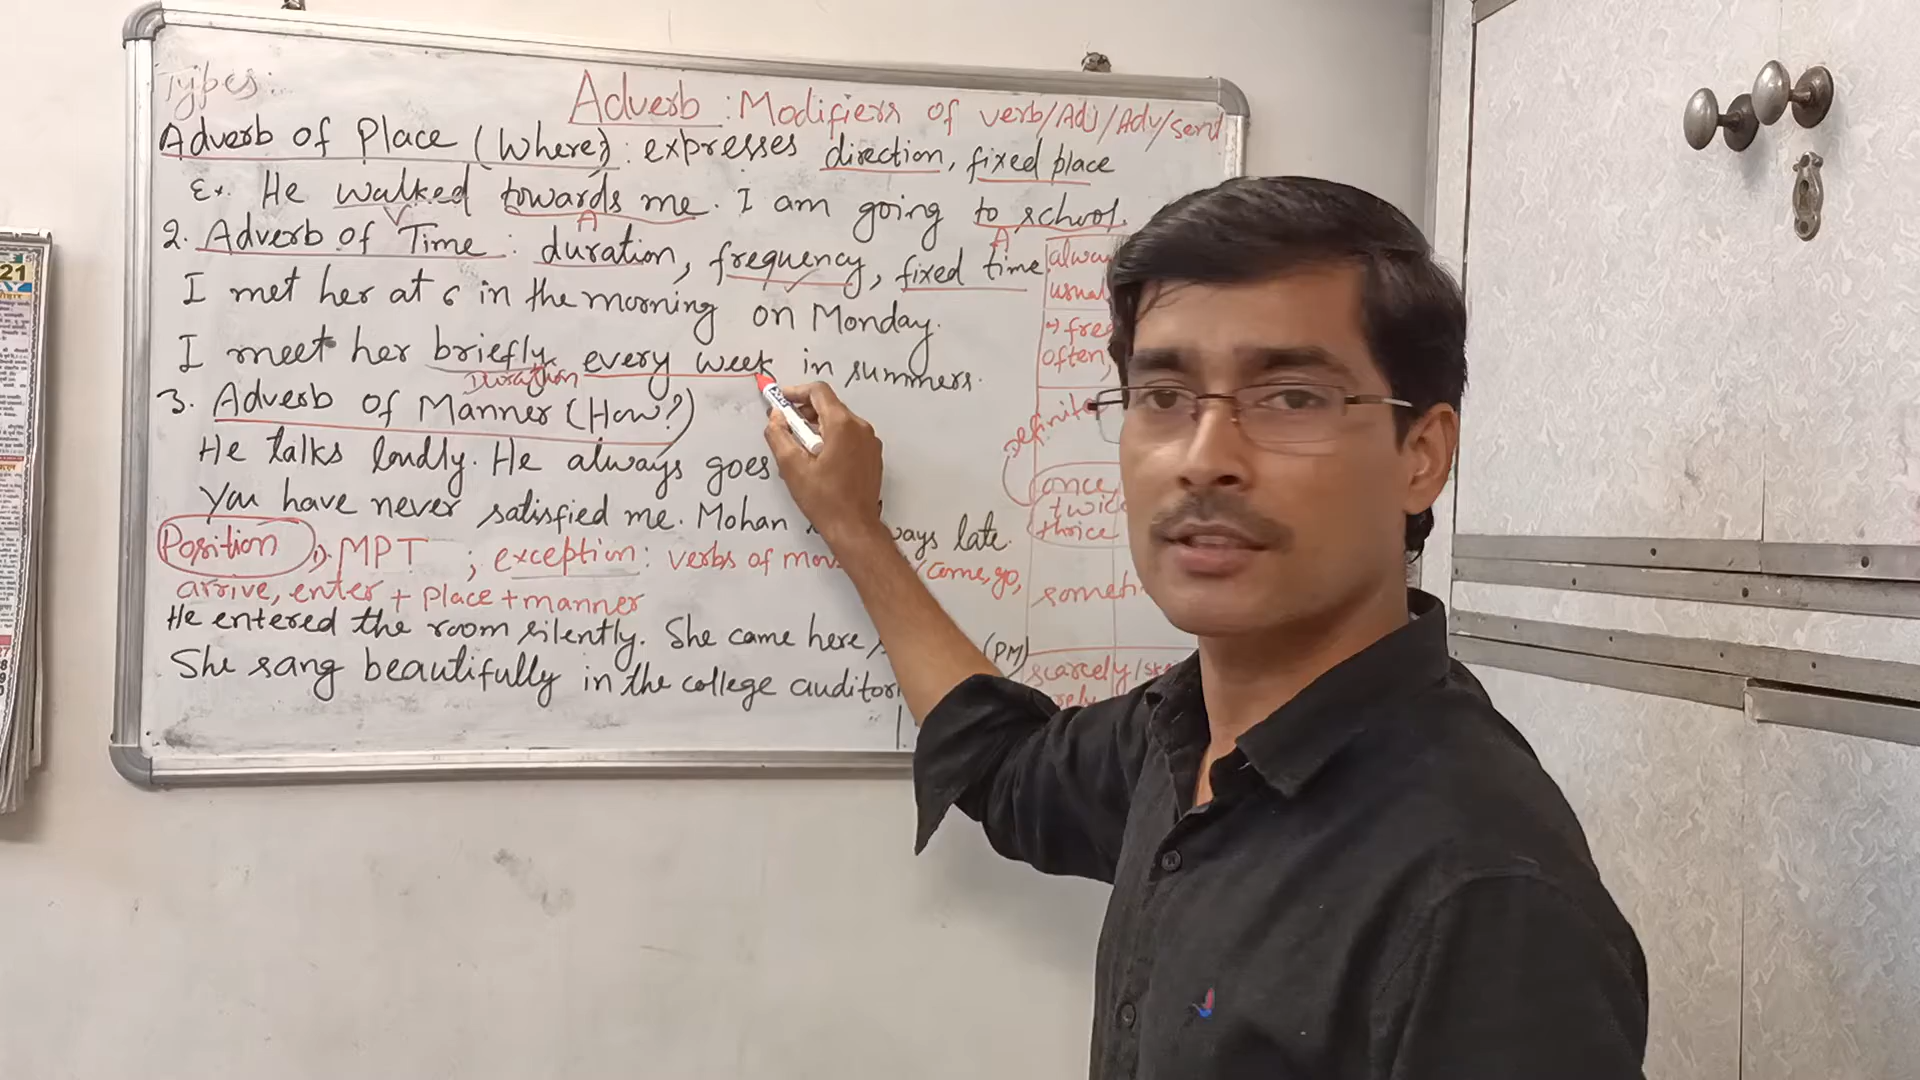 Types:
Adverb : Modifiers of verb/Adj/Adv/sent
Adverb of Place (Where?) : expresses direction, fixed place
Ex. He walked towards me. I am going to school.
V A A
2. Adverb of Time : duration, frequency, fixed time
I met her at 6 in the morning on Monday.
I meet her briefly every week in summers.
Duration
3. Adverb of Manner (How?)
He talks loudly. He always goes
You have never satisfied me. Mohan late.
Position 1). MPT ; exception : verbs of come, go,
arrive, enter + place + manner
He entered the room silently. She came here (PM)
She sang beautifully in the college
often,
once
thrice
scarcely/
21